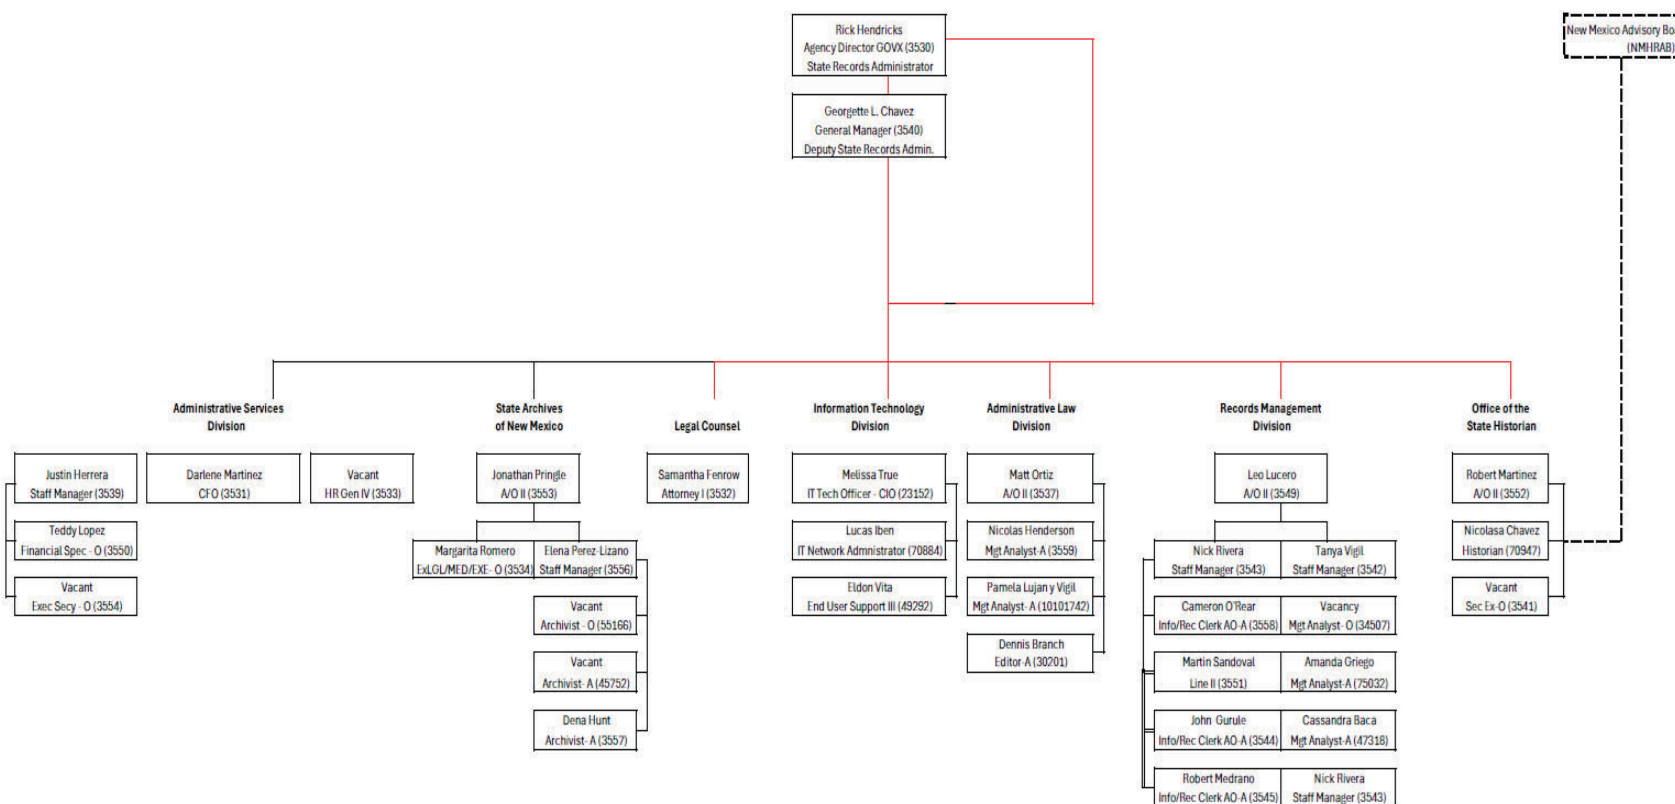 Rick Hendricks
Agency Director GOVX (3530)
State Records Administrator
New Mexico Advisory
(NMHRAB)
Georgette L. Chavez
General Manager (3540)
Deputy State Records Admin.
Administrative Services
Division
State Archives
of New Mexico
Legal Counsel
Information Technology
Division
Administrative Law
Division
Records Management
Division
Office of the
State Historian
Justin Herrera
Staff Manager (3539)
Darlene Martinez
CFO (3531)
Vacant
HR Gen IV (3533)
Jonathan Pringle
A/O II (3553)
Samantha Fenrow
Attorney I (3532)
Melissa True
IT Tech Officer - CIO (23152)
Matt Ortiz
A/O II (3537)
Leo Lucero
A/O II (3549)
Robert Martinez
A/O II (3552)
Teddy Lopez
Financial Spec - O (3550)
Vacant
Exec Secy - O (3554)
Margarita Romero
ExLGL/MED/EXE- O (3534)
Elena Perez-Lizano
Staff Manager (3556)
Vacant
Archivist - O (55166)
Vacant
Archivist- A (45752)
Dena Hunt
Archivist- A (3557)
Lucas Iben
IT Network Admnistrator (70884)
Eldon Vita
End User Support III (49292)
Nicolas Henderson
Mgt Analyst-A (3559)
Pamela Lujan y Vigil
Mgt Analyst- A (10101742)
Dennis Branch
Editor-A (30201)
Nick Rivera
Staff Manager (3543)
Tanya Vigil
Staff Manager (3542)
Cameron O'Rear
Info/Rec Clerk AO-A (3558)
Vacancy
Mgt Analyst- O (34507)
Martin Sandoval
Line II (3551)
Amanda Griego
Mgt Analyst-A (75032)
John Gurule
Info/Rec Clerk AO-A (3544)
Cassandra Baca
Mgt Analyst-A (47318)
Robert Medrano
Info/Rec Clerk AO-A (3545)
Nick Rivera
Staff Manager (3543)
Nicolasa Chavez
Historian (70947)
Vacant
Sec Ex-O (3541)